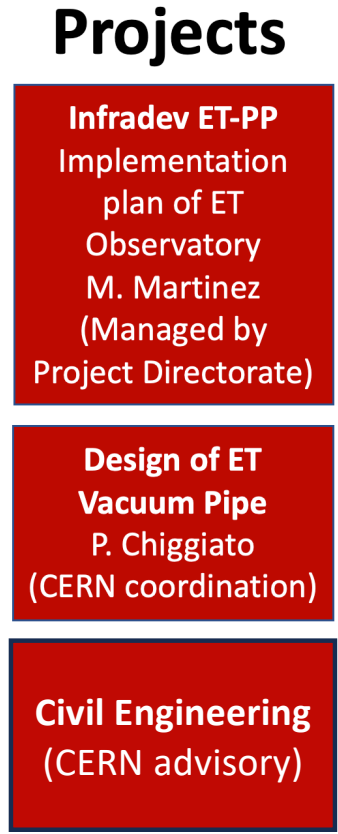 Projects
Infradev ET-PP
Implementation
plan of ET
Observatory
M. Martinez
(Managed by
Project Directorate)
Design of ET
Vacuum Pipe
P. Chiggiato
(CERN coordination)
Civil Engineering
(CERN advisory)